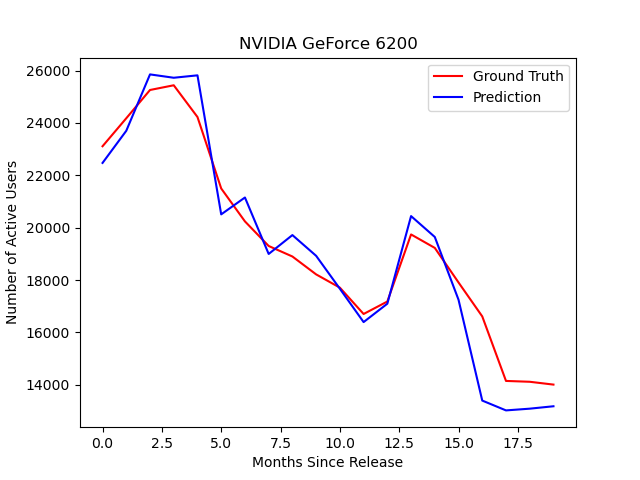 NVIDIA GeForce 6200
Ground Truth
Prediction
Number of Active Users
26000
24000
22000
20000
18000
16000
14000
0.0 2.5 5.0 7.5 10.0 12.5 15.0 17.5
Months Since Release